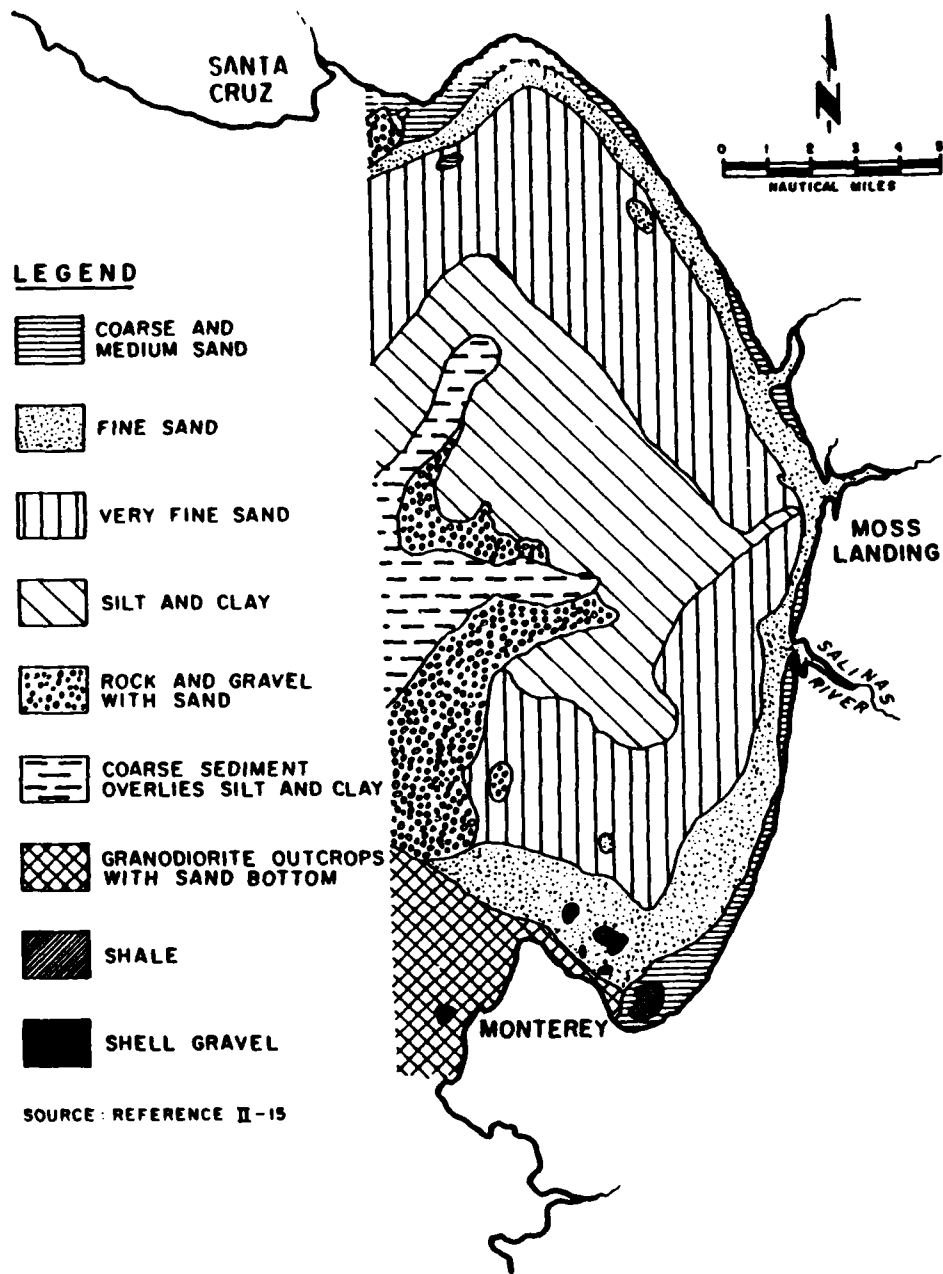 SANTA
CRUZ
N
0 1 2 3 4 5
NAUTICAL MILES
LEGEND
COARSE AND
MEDIUM SAND
FINE SAND
VERY FINE SAND
SILT AND CLAY
ROCK AND GRAVEL
WITH SAND
COARSE SEDIMENT
OVERLIES SILT AND CLAY
GRANODIORITE OUTCROPS
WITH SAND BOTTOM
SHALE
SHELL GRAVEL
SOURCE: REFERENCE II-15
MOSS
LANDING
SALINAS
RIVER
MONTEREY